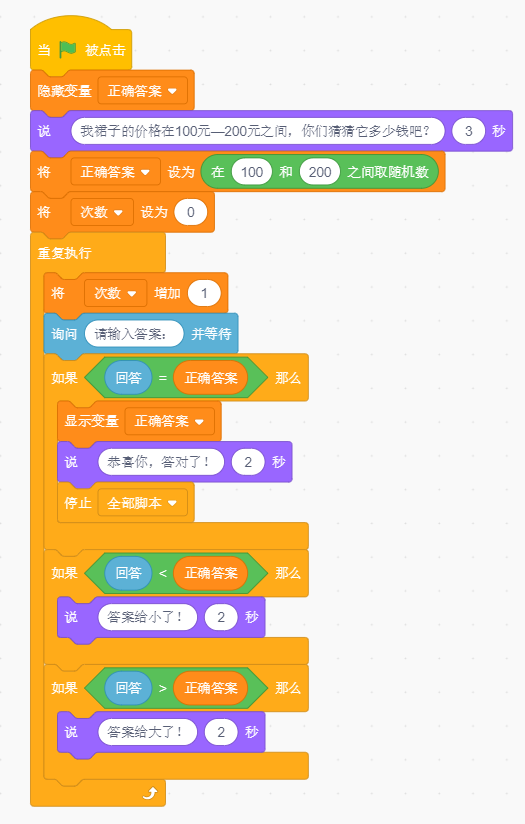 当 被点击
隐藏变量 正确答案
说 我裙子的价格在100元—200元之间，你们猜猜它多少钱吧？ 3 秒
将 正确答案 设为 在 100 和 200 之间取随机数
将 次数 设为 0
重复执行
将 次数 增加 1
询问 请输入答案： 并等待
如果 回答 = 正确答案 那么
显示变量 正确答案
说 恭喜你，答对了！ 2 秒
停止 全部脚本
如果 回答 < 正确答案 那么
说 答案给小了！ 2 秒
如果 回答 > 正确答案 那么
说 答案给大了！ 2 秒